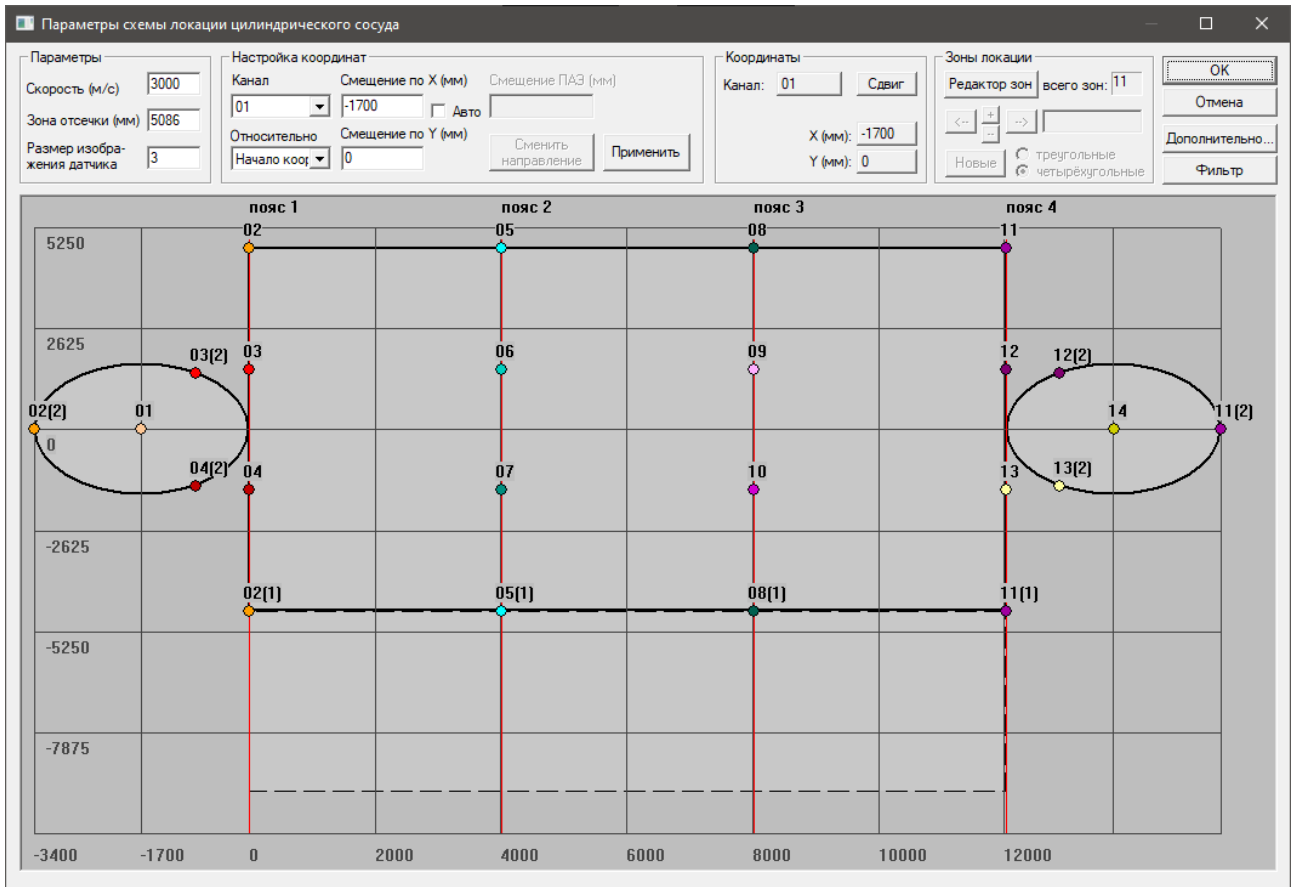 Параметры схемы локации цилиндрического сосуда
Параметры
Скорость (м/с) 3000
Зона отсечки (мм) 5086
Размер изобра-
жения датчика 3
Настройка координат
Канал
01
Относительно
Начало коор
Смещение по X (мм)
-1700
Авто
Смещение по Y (мм)
0
Смещение ПАЭ (мм)
Сменить
направление
Применить
Координаты
Канал: 01 Сдвиг
X (мм): -1700
Y (мм): 0
Зоны локации
Редактор зон всего зон: 11
<-- + -- -->
Новые
треугольные
четырёхугольные
OK
Отмена
Дополнительно...
Фильтр
пояс 1 пояс 2 пояс 3 пояс 4
02 05 08 11
5250
2625
03(2) 03 06 09 12 12(2)
02(2) 01 14 11(2)
0
04(2) 04 07 10 13 13(2)
-2625
02(1) 05(1) 08(1) 11(1)
-5250
-7875
-3400 -1700 0 2000 4000 6000 8000 10000 12000